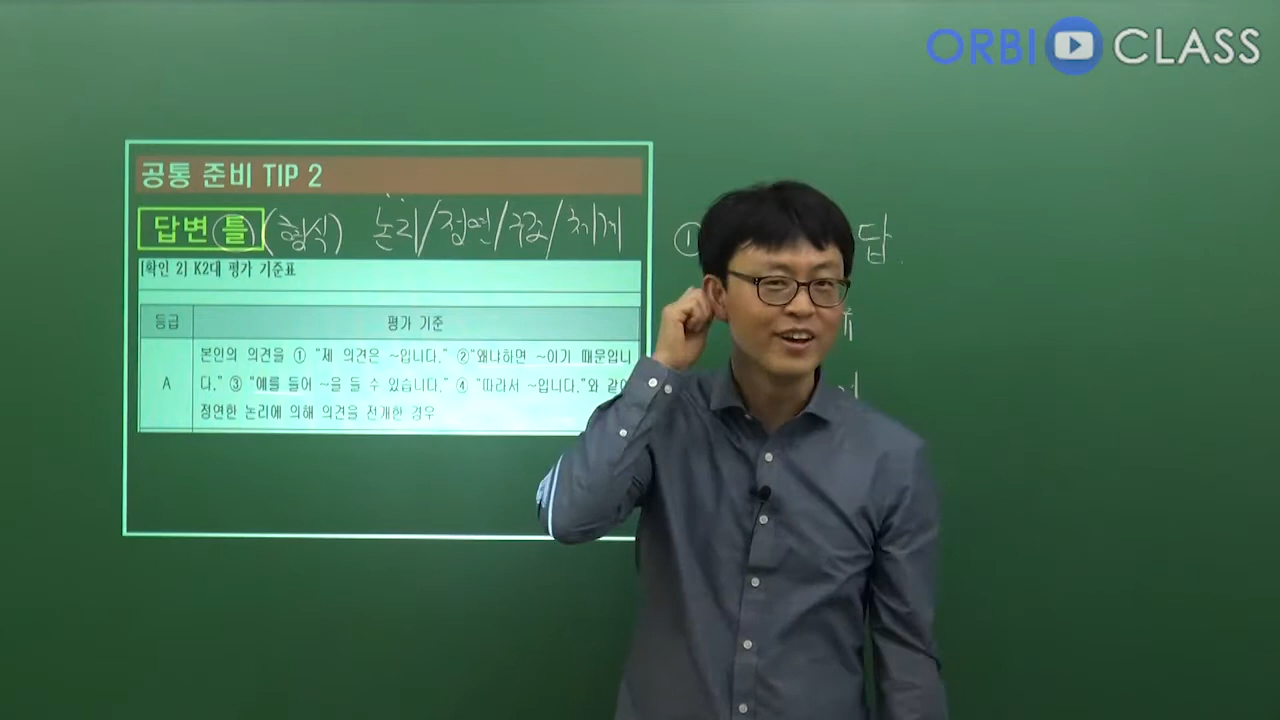 ORBI CLASS
공통 준비 TIP 2
답변 틀 (형식) 논리/정연/구조/체계
① 답.
[확인 2] K2대 평가 기준표
등급 평가 기준
A
본인의 의견을 ① "제 의견은 ~입니다." ②"왜냐하면 ~이기 때문입니
다." ③ "예를 들어 ~을 들 수 있습니다." ④ "따라서 ~입니다."와 같이
정연한 논리에 의해 의견을 전개한 경우